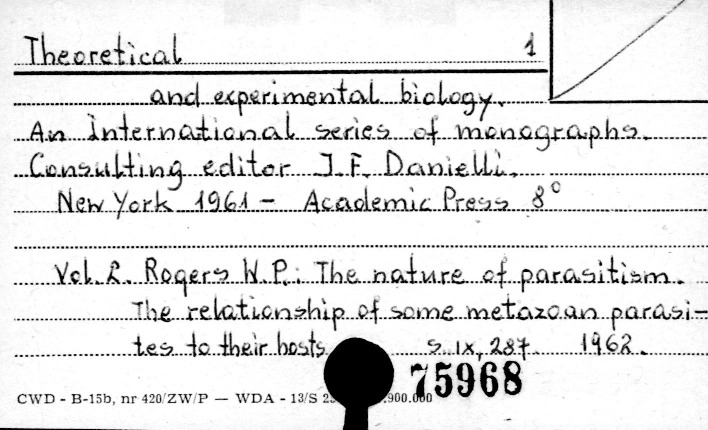 Theoretical 1
and experimental biology.
An International series of monographs.
Consulting editor J.F. Danielli.
New York 1961 - Academic Press 8°
Vol. 2. Rogers W.P.: The nature of parasitism.
The relationship of some metazoan parasi-
tes to their hosts s. ix, 287. 1962.
75968
CWD - B-15b, nr 420/ZW/P — WDA - 13/S .900.000